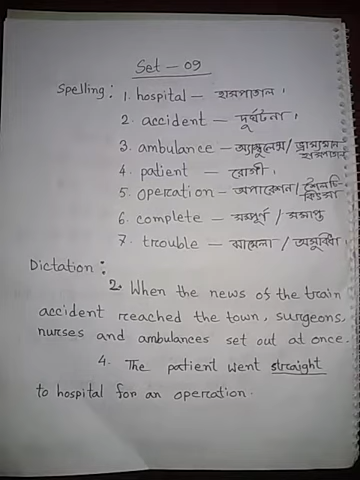 Set - 09
Spelling : 1. hospital - হাসপাতাল ।
2. accident - দূর্ঘটনা ।
3. ambulance - অ্যাম্বুলেন্স / ভ্রাম্যমান
হাসপাতাল
4. patient - রোগী ।
5. operation - অপারেশন /
6. complete - সম্পূর্ণ / সমাপ্ত
7. trouble - ঝামেলা / অসুবিধা
Dictation :
2. When the news of the train
accident reached the town, surgeons,
nurses and ambulances set out at once.
4. The patient went straight
to hospital for an operation.